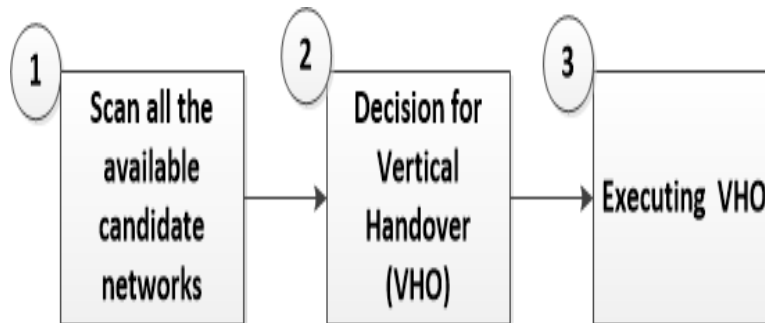 1
Scan all the
available
candidate
networks
2
Decision for
Vertical
Handover
(VHO)
3
Executing VHO